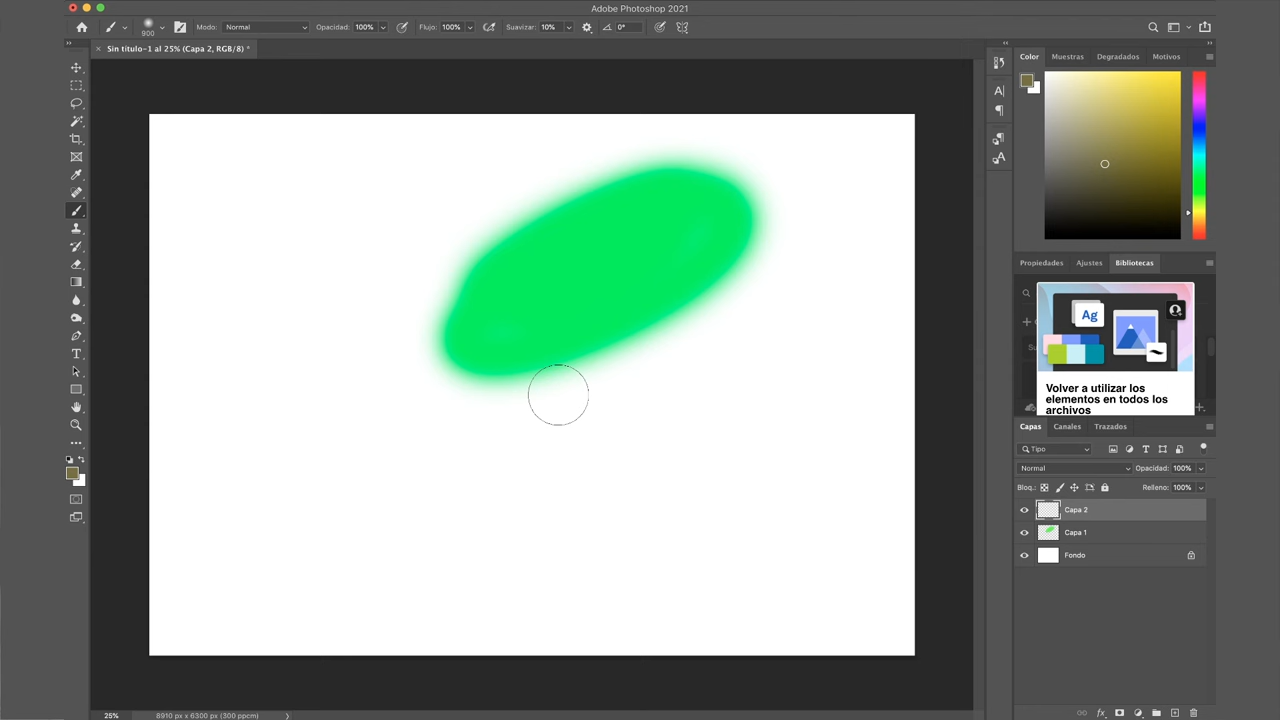 Adobe Photoshop 2021
900
Modo: Normal
Opacidad: 100%
Flujo: 100%
Suavizar: 10%
0°
Sin título-1 al 25% (Capa 2, RGB/8) *
Color
Muestras
Degradados
Motivos
Propiedades
Ajustes
Bibliotecas
Ag
Volver a utilizar los
elementos en todos los
archivos
Capas
Canales
Trazados
Tipo
Normal
Opacidad: 100%
Bloq.:
Relleno: 100%
Capa 2
Capa 1
Fondo
25%
8910 px x 6300 px (300 ppcm)